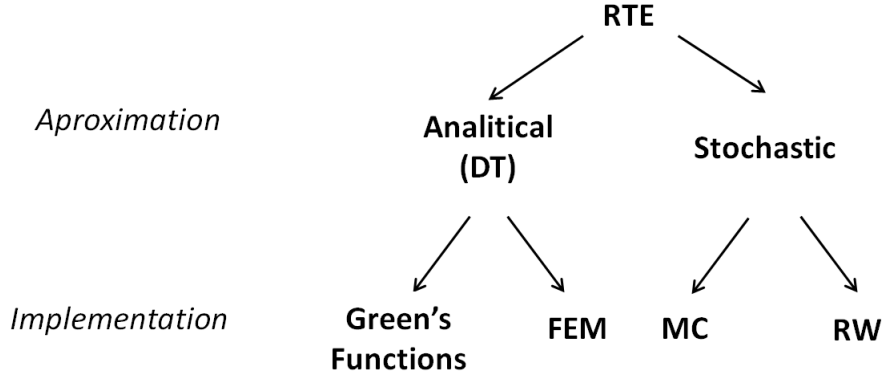 RTE
Aproximation
Analitical
(DT)
Stochastic
Implementation
Green's
Functions
FEM
MC
RW